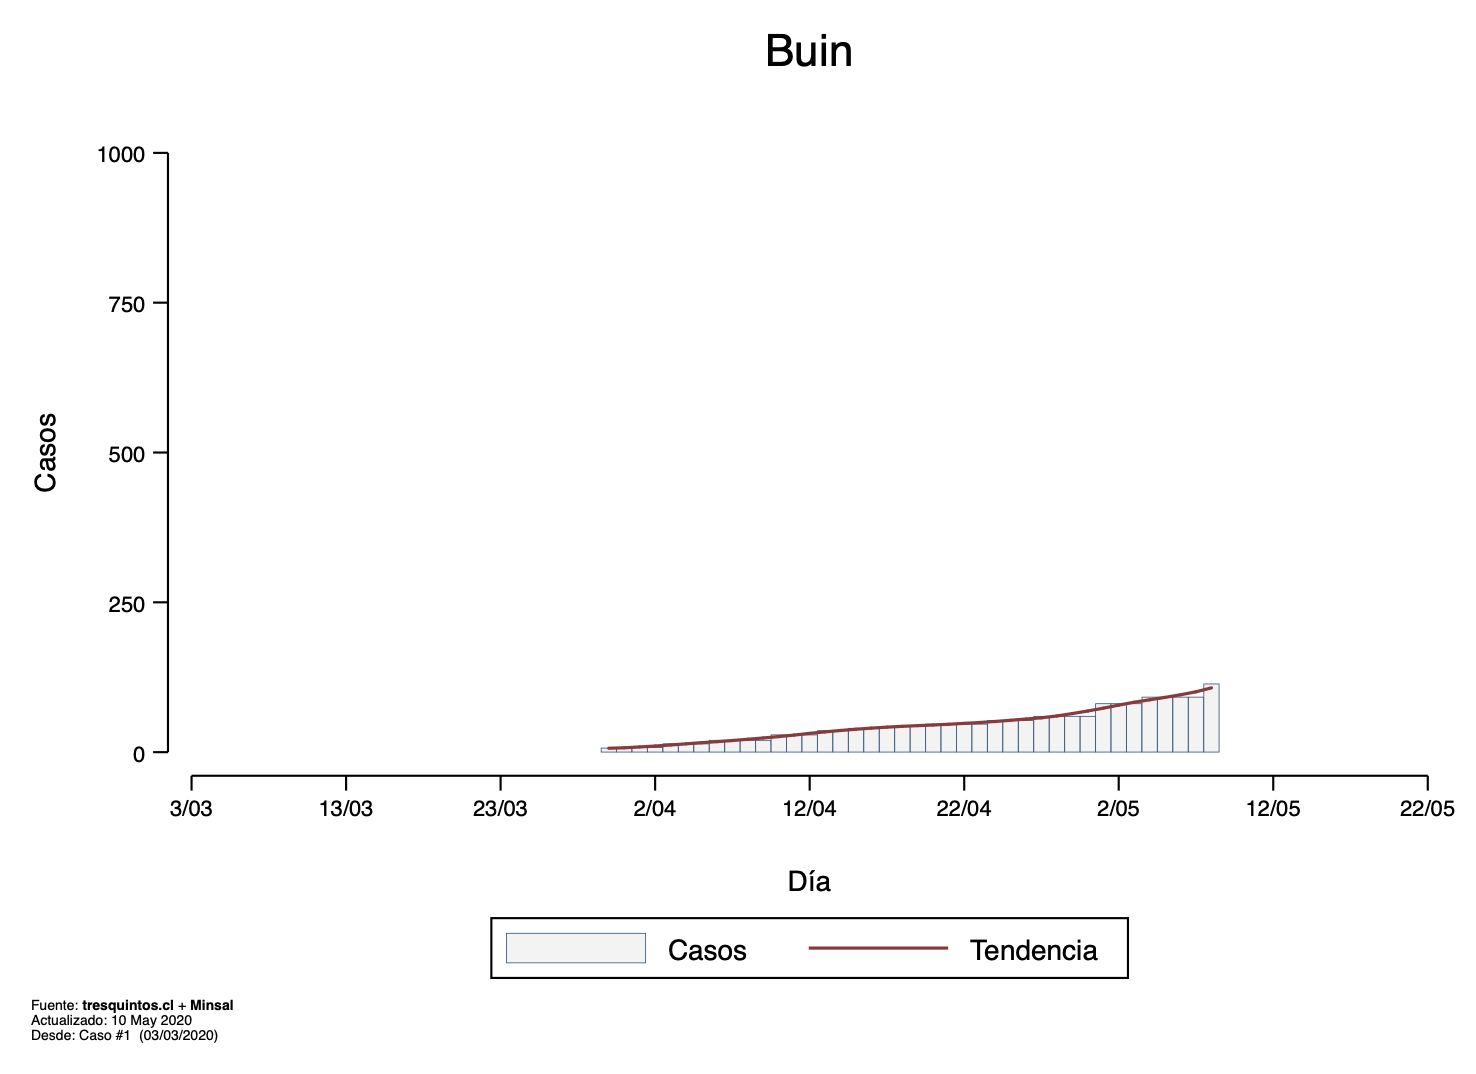 Buin
1000
750
500
250
0
Casos
3/03 13/03 23/03 2/04 12/04 22/04 2/05 12/05 22/05
Día
Casos Tendencia
Fuente: tresquintos.cl + Minsal
Actualizado: 10 May 2020
Desde: Caso #1 (03/03/2020)